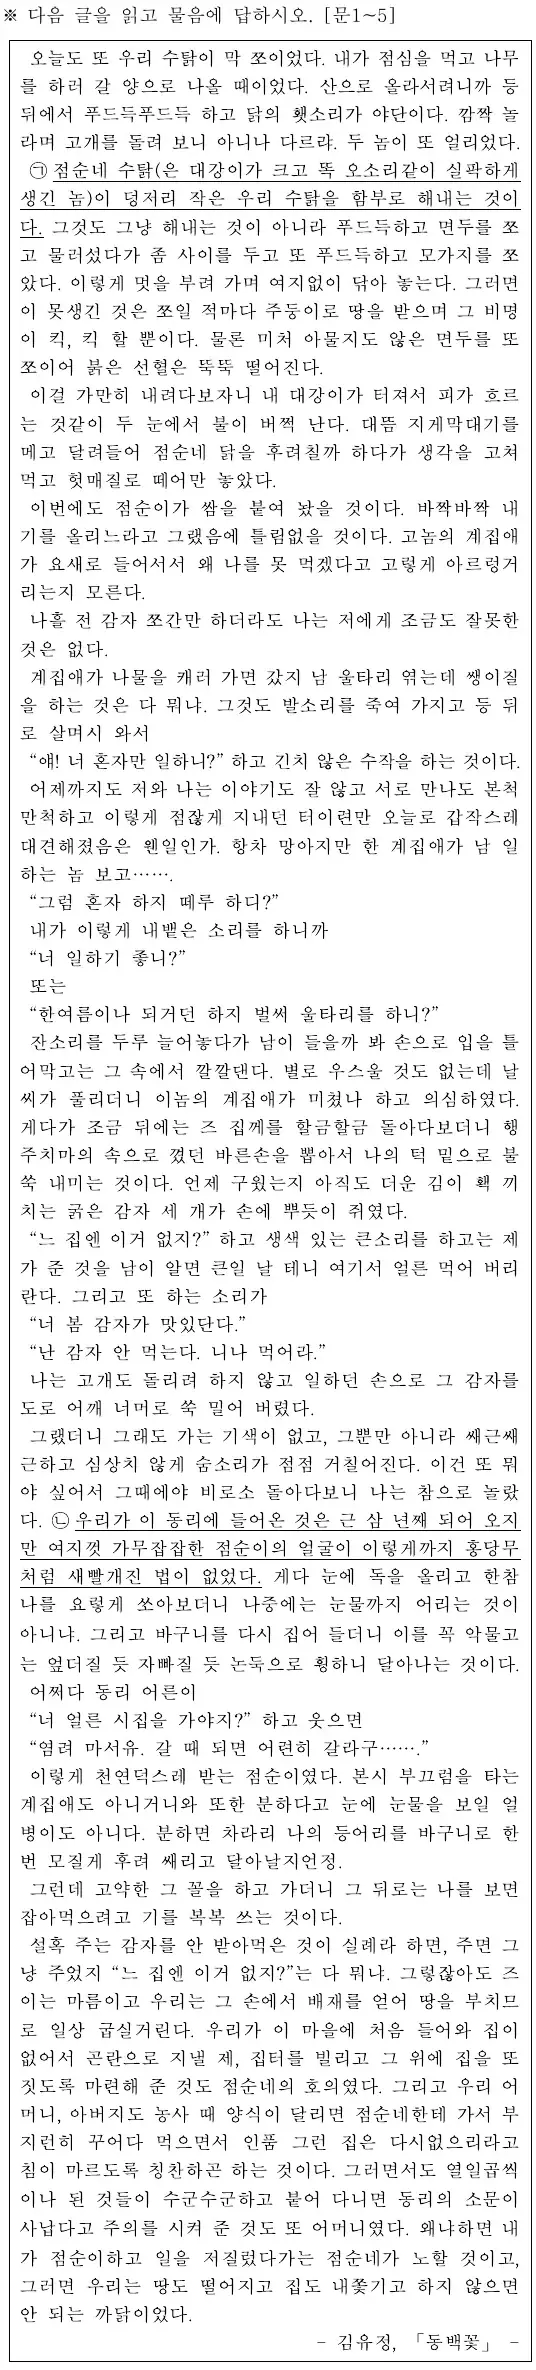 ※ 다음 글을 읽고 물음에 답하시오. [문1~5]
오늘도 또 우리 수탉이 막 쪼이었다. 내가 점심을 먹고 나무
를 하러 갈 양으로 나올 때이었다. 산으로 올라서려니까 등
뒤에서 푸드득푸드득 하고 닭의 횃소리가 야단이다. 깜짝 놀
라며 고개를 돌려 보니 아니나 다르랴. 두 놈이 또 얼리었다.
㉠ 점순네 수탉(은 대강이가 크고 똑 오소리같이 실팍하게
생긴 놈)이 덩저리 작은 우리 수탉을 함부로 해내는 것이
다. 그것도 그냥 해내는 것이 아니라 푸드득하고 면두를 쪼
고 물러섰다가 좀 사이를 두고 또 푸드득하고 모가지를 쪼
았다. 이렇게 멋을 부려 가며 여지없이 닦아 놓는다. 그러면
이 못생긴 것은 쪼일 적마다 주둥이로 땅을 받으며 그 비명
이 킥, 킥 할 뿐이다. 물론 미처 아물지도 않은 면두를 또
쪼이어 붉은 선혈은 뚝뚝 떨어진다.
이걸 가만히 내려다보자니 내 대강이가 터져서 피가 흐르
는 것같이 두 눈에서 불이 버쩍 난다. 대뜸 지게막대기를
메고 달려들어 점순네 닭을 후려칠까 하다가 생각을 고쳐
먹고 헛매질로 떼어만 놓았다.
이번에도 점순이가 쌈을 붙여 놨을 것이다. 바짝바짝 내
기를 올리느라고 그랬음에 틀림없을 것이다. 고놈의 계집애
가 요새로 들어서서 왜 나를 못 먹겠다고 고렇게 아르렁거
리는지 모른다.
나흘 전 감자 쪼간만 하더라도 나는 저에게 조금도 잘못한
것은 없다.
계집애가 나물을 캐러 가면 갔지 남 울타리 엮는데 쌩이질
을 하는 것은 다 뭐냐. 그것도 발소리를 죽여 가지고 등 뒤
로 살며시 와서
“얘! 너 혼자만 일하니?” 하고 긴치 않은 수작을 하는 것이다.
어제까지도 저와 나는 이야기도 잘 않고 서로 만나도 본척
만척하고 이렇게 점잖게 지내던 터이련만 오늘로 갑작스레
대견해졌음은 웬일인가. 항차 망아지만 한 계집애가 남 일
하는 놈 보고…….
“그럼 혼자 하지 떼루 하디?”
내가 이렇게 내뱉은 소리를 하니까
“너 일하기 좋니?”
또는
“한여름이나 되거던 하지 벌써 울타리를 하니?”
잔소리를 두루 늘어놓다가 남이 들을까 봐 손으로 입을 틀
어막고는 그 속에서 깔깔댄다. 별로 우스울 것도 없는데 날
씨가 풀리더니 이놈의 계집애가 미쳤나 하고 의심하였다.
게다가 조금 뒤에는 즈 집께를 할금할금 돌아다보더니 행
주치마의 속으로 꼈던 바른손을 뽑아서 나의 턱 밑으로 불
쑥 내미는 것이다. 언제 구웠는지 아직도 더운 김이 홱 끼
치는 굵은 감자 세 개가 손에 뿌듯이 쥐였다.
“느 집엔 이거 없지?” 하고 생색 있는 큰소리를 하고는 제
가 준 것을 남이 알면 큰일 날 테니 여기서 얼른 먹어 버리
란다. 그리고 또 하는 소리가
“너 봄 감자가 맛있단다.”
“난 감자 안 먹는다. 니나 먹어라.”
나는 고개도 돌리려 하지 않고 일하던 손으로 그 감자를
도로 어깨 너머로 쑥 밀어 버렸다.
그랬더니 그래도 가는 기색이 없고, 그뿐만 아니라 쌔근쌔
근하고 심상치 않게 숨소리가 점점 거칠어진다. 이건 또 뭐
야 싶어서 그때에야 비로소 돌아다보니 나는 참으로 놀랐
다. ㉡ 우리가 이 동리에 들어온 것은 근 삼 년째 되어 오지
만 여지껏 가무잡잡한 점순이의 얼굴이 이렇게까지 홍당무
처럼 새빨개진 법이 없었다. 게다 눈에 독을 올리고 한참
나를 요렇게 쏘아보더니 나중에는 눈물까지 어리는 것이
아니냐. 그리고 바구니를 다시 집어 들더니 이를 꼭 악물고
는 엎더질 듯 자빠질 듯 논둑으로 횡하니 달아나는 것이다.
어쩌다 동리 어른이
“너 얼른 시집을 가야지?” 하고 웃으면
“염려 마서유. 갈 때 되면 어련히 갈라구…….”
이렇게 천연덕스레 받는 점순이였다. 본시 부끄럼을 타는
계집애도 아니거니와 또한 분하다고 눈에 눈물을 보일 얼
병이도 아니다. 분하면 차라리 나의 등어리를 바구니로 한
번 모질게 후려 쌔리고 달아날지언정.
그런데 고약한 그 꼴을 하고 가더니 그 뒤로는 나를 보면
잡아먹으려고 기를 복복 쓰는 것이다.
설혹 주는 감자를 안 받아먹은 것이 실례라 하면, 주면 그
냥 주었지 “느 집엔 이거 없지?”는 다 뭐냐. 그렇잖아도 즈
이는 마름이고 우리는 그 손에서 배재를 얻어 땅을 부치므
로 일상 굽실거린다. 우리가 이 마을에 처음 들어와 집이
없어서 곤란으로 지낼 제, 집터를 빌리고 그 위에 집을 또
짓도록 마련해 준 것도 점순네의 호의였다. 그리고 우리 어
머니, 아버지도 농사 때 양식이 달리면 점순네한테 가서 부
지런히 꾸어다 먹으면서 인품 그런 집은 다시없으리라고
침이 마르도록 칭찬하곤 하는 것이다. 그러면서도 열일곱씩
이나 된 것들이 수군수군하고 붙어 다니면 동리의 소문이
사납다고 주의를 시켜 준 것도 또 어머니였다. 왜냐하면 내
가 점순이하고 일을 저질렀다가는 점순네가 노할 것이고,
그러면 우리는 땅도 떨어지고 집도 내쫓기고 하지 않으면
안 되는 까닭이었다.
- 김유정, 「동백꽃」 -